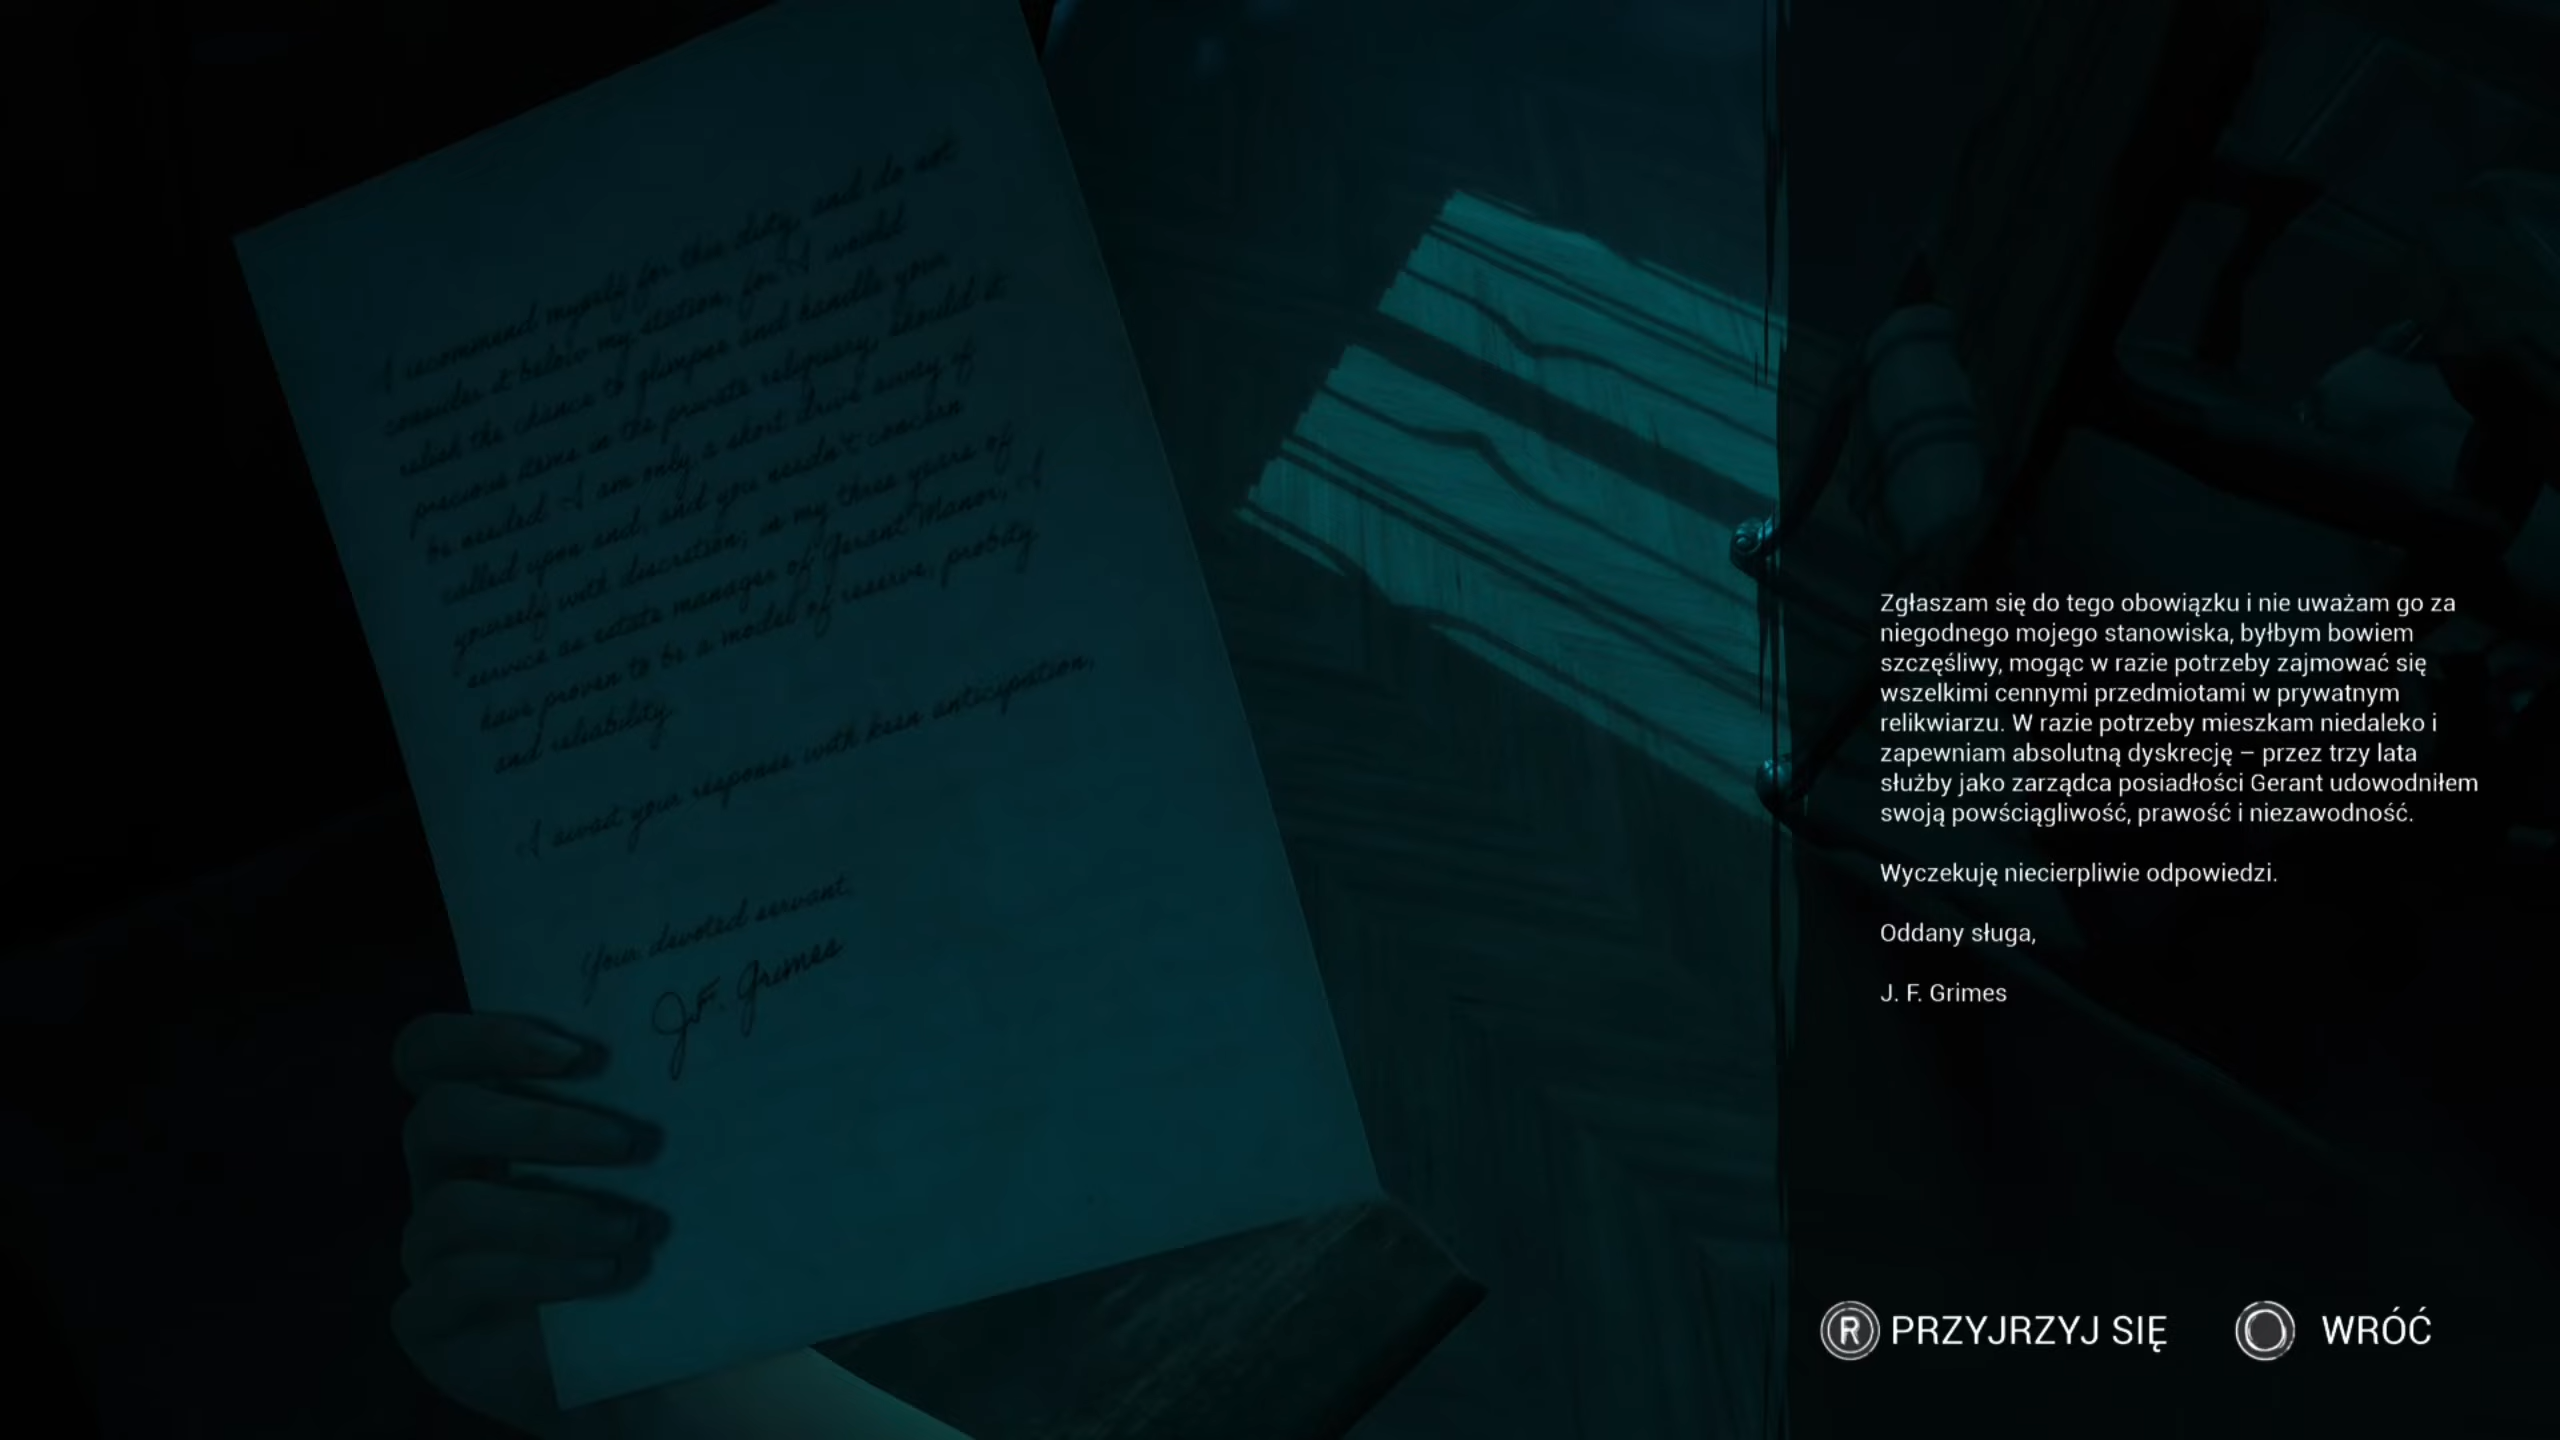 I recommend myself for this duty, and do not
consider it below my station, for I would
relish the chance to glimpse and handle your
precious items in the private reliquary, should it
be needed. I am only a short drive away if
called upon and, and you needn't concern
yourself with discretion; in my three years of
service as estate manager of Gerant Manor, I
have proven to be a model of reserve, probity
and reliability.
I await your response with keen anticipation,
Your devoted servant.
J.F. Grimes
Zgłaszam się do tego obowiązku i nie uważam go za
niegodnego mojego stanowiska, byłbym bowiem
szczęśliwy, mogąc w razie potrzeby zajmować się
wszelkimi cennymi przedmiotami w prywatnym
relikwiarzu. W razie potrzeby mieszkam niedaleko i
zapewniam absolutną dyskrecję – przez trzy lata
służby jako zarządca posiadłości Gerant udowodniłem
swoją powściągliwość, prawość i niezawodność.
Wyczekuję niecierpliwie odpowiedzi.
Oddany sługa,
J. F. Grimes
R PRZYJRZYJ SIĘ
WRÓĆ